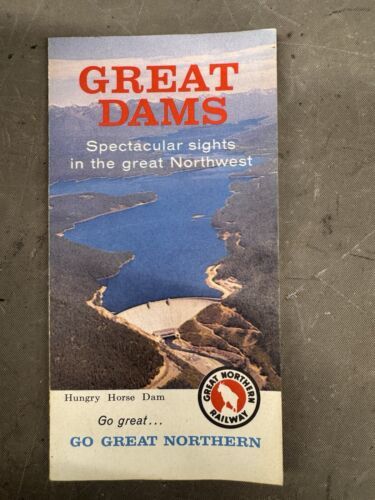 GREAT
DAMS
Spectacular sights
in the great Northwest
Hungry Horse Dam
GREAT NORTHERN
RAILWAY
Go great...
GO GREAT NORTHERN